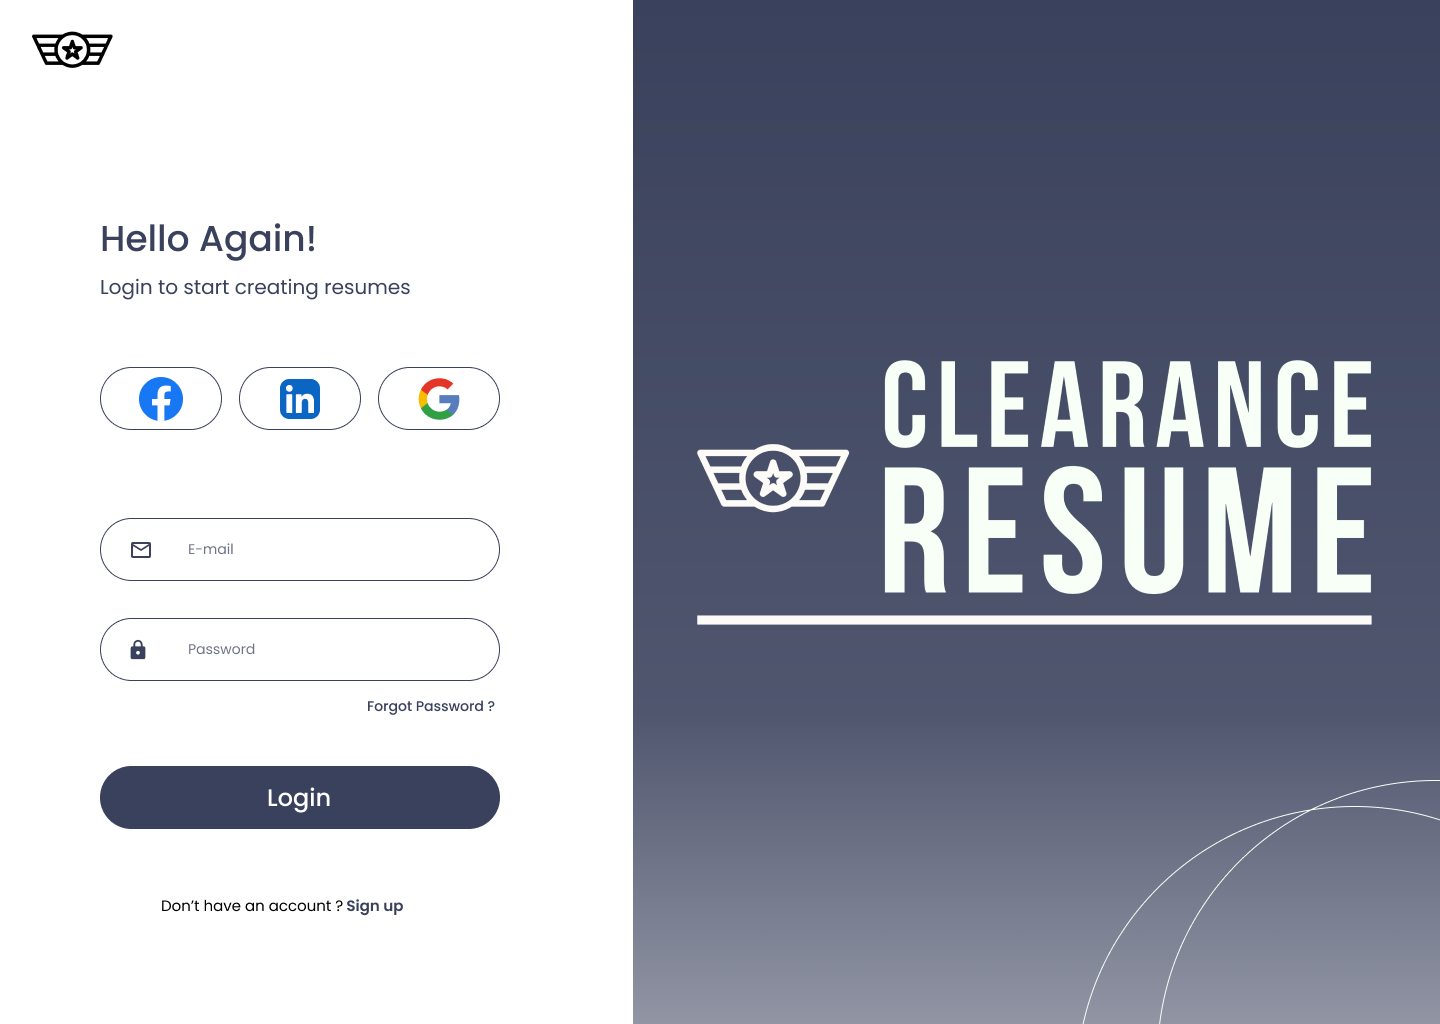 Hello Again!
Login to start creating resumes
in
E-mail
Password
Forgot Password ?
Login
Don’t have an account ? Sign up
CLEARANCE
RESUME